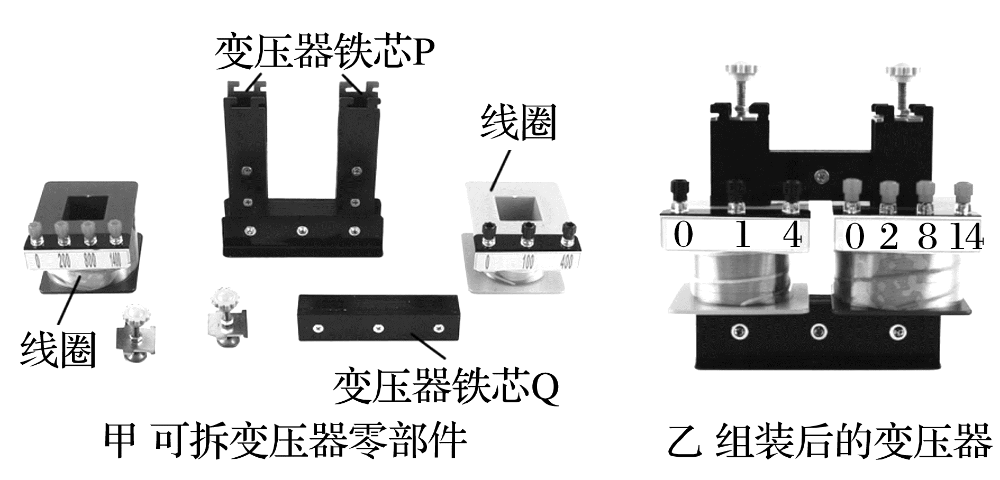 变压器铁芯P
线圈
0 200 800 1400
0 100 400
线圈
变压器铁芯Q
甲 可拆变压器零部件
0 1 4
0 2 8 14
乙 组装后的变压器